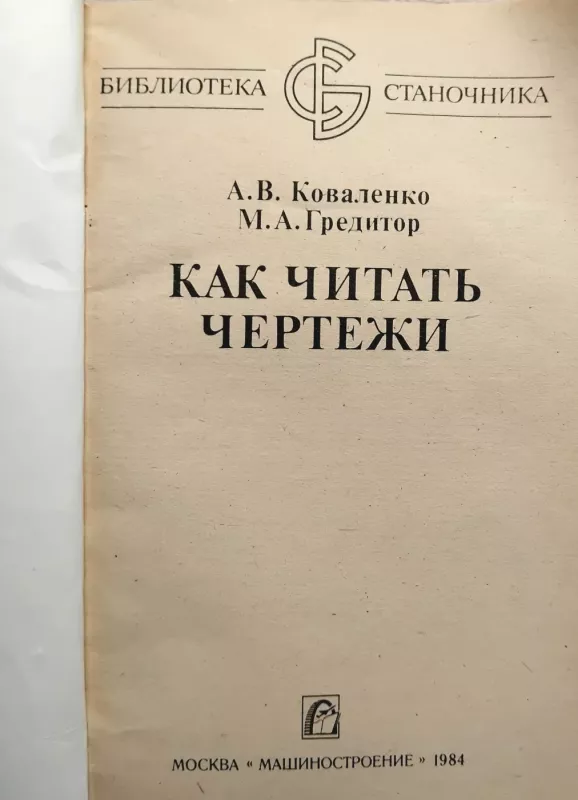 БИБЛИОТЕКА СТАНОЧНИКА
А.В. Коваленко
М.А. Гредитор
КАК ЧИТАТЬ
ЧЕРТЕЖИ
МОСКВА « МАШИНОСТРОЕНИЕ » 1984